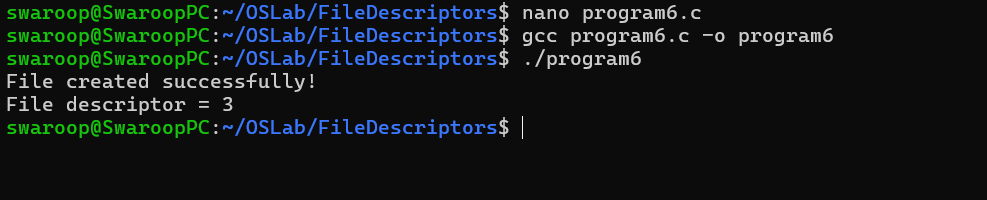 swaroop@SwaroopPC:~/OSLab/FileDescriptors$ nano program6.c
swaroop@SwaroopPC:~/OSLab/FileDescriptors$ gcc program6.c -o program6
swaroop@SwaroopPC:~/OSLab/FileDescriptors$ ./program6
File created successfully!
File descriptor = 3
swaroop@SwaroopPC:~/OSLab/FileDescriptors$